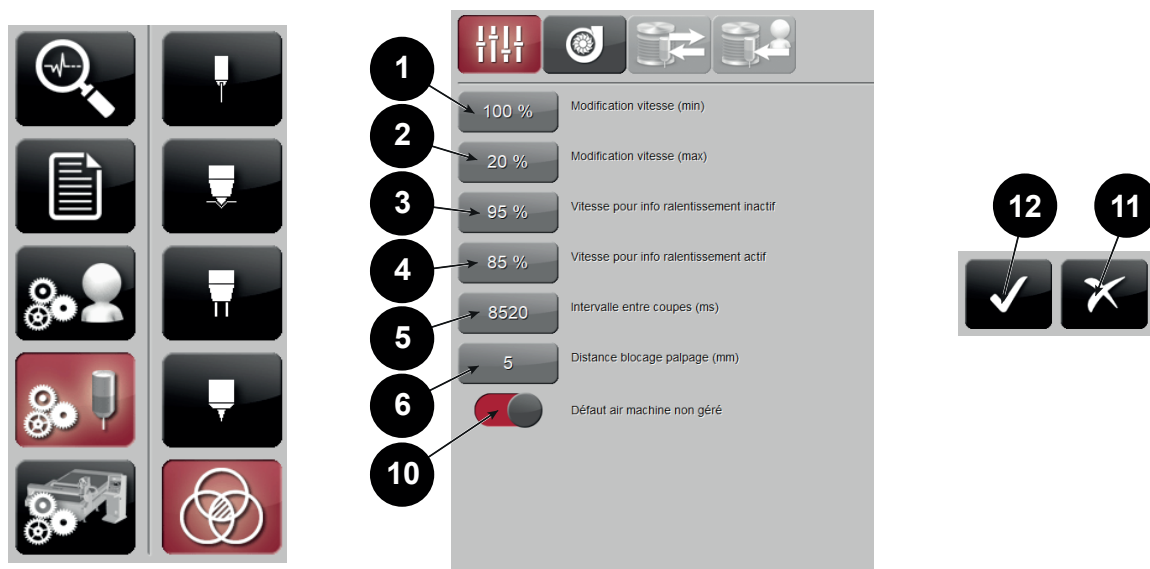 1
100 %
Modification vitesse (min)
2
20 %
Modification vitesse (max)
3
95 %
Vitesse pour info ralentissement inactif
4
85 %
Vitesse pour info ralentissement actif
5
8520
Intervalle entre coupes (ms)
6
5
Distance blocage palpage (mm)
10
Défaut air machine non géré
12
11